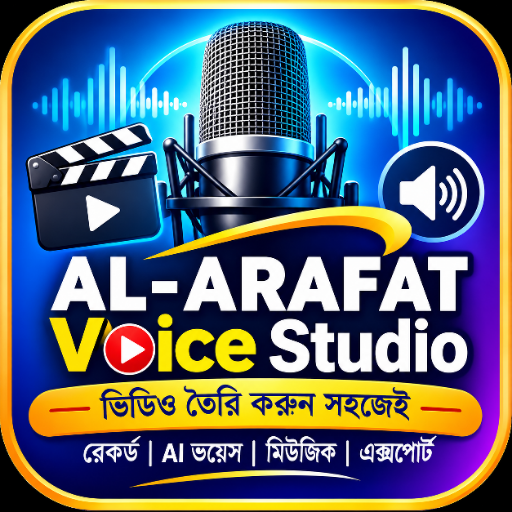 AL-ARAFAT
Voice Studio
ভিডিও তৈরি করুন সহজেই
রেকর্ড | AI ভয়েস | মিউজিক | এক্সপোর্ট